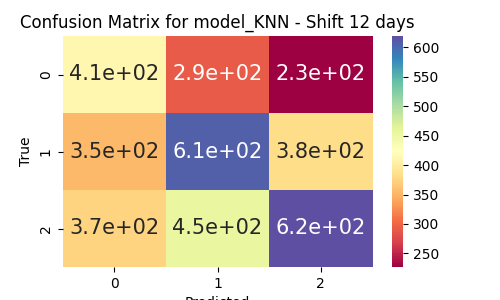 Confusion Matrix for model_KNN - Shift 12 days
True
0 4.1e+02 2.9e+02 2.3e+02
1 3.5e+02 6.1e+02 3.8e+02
2 3.7e+02 4.5e+02 6.2e+02
0 1 2
Predicted
600
550
500
450
400
350
300
250